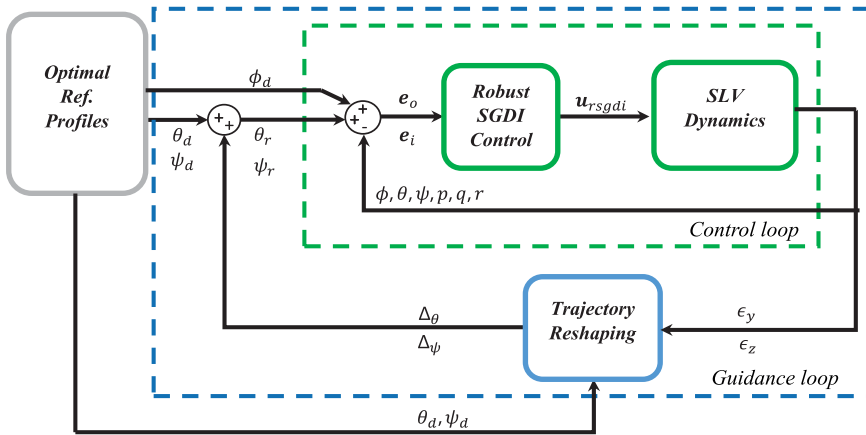 Optimal
Ref.
Profiles
ϕ_d
θ_d
ψ_d
+
+
θ_r
ψ_r
+
+
-
e_o
e_i
Robust
SGDI
Control
u_rsgdi
SLV
Dynamics
ϕ, θ, ψ, p, q, r
Control loop
Trajectory
Reshaping
Δ_θ
Δ_ψ
ϵ_y
ϵ_z
Guidance loop
θ_d, ψ_d